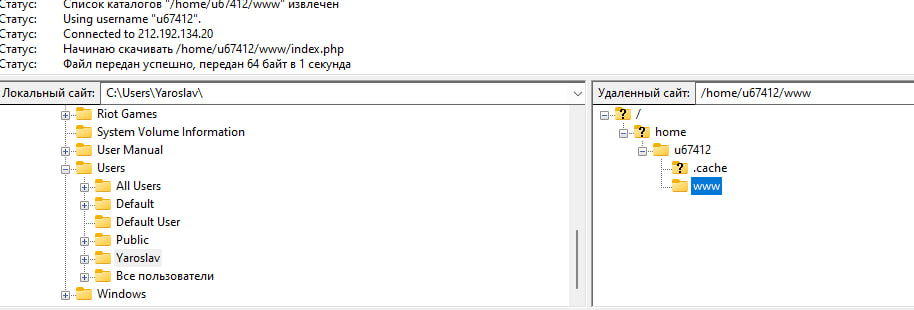 Статус: Список каталогов "/home/u67412/www" извлечен
Статус: Using username "u67412".
Статус: Connected to 212.192.134.20
Статус: Начинаю скачивать /home/u67412/www/index.php
Статус: Файл передан успешно, передан 64 байт в 1 секунда
Локальный сайт: C:\Users\Yaroslav\
Riot Games
System Volume Information
User Manual
Users
All Users
Default
Default User
Public
Yaroslav
Все пользователи
Windows
Удаленный сайт: /home/u67412/www
/
home
u67412
.cache
www